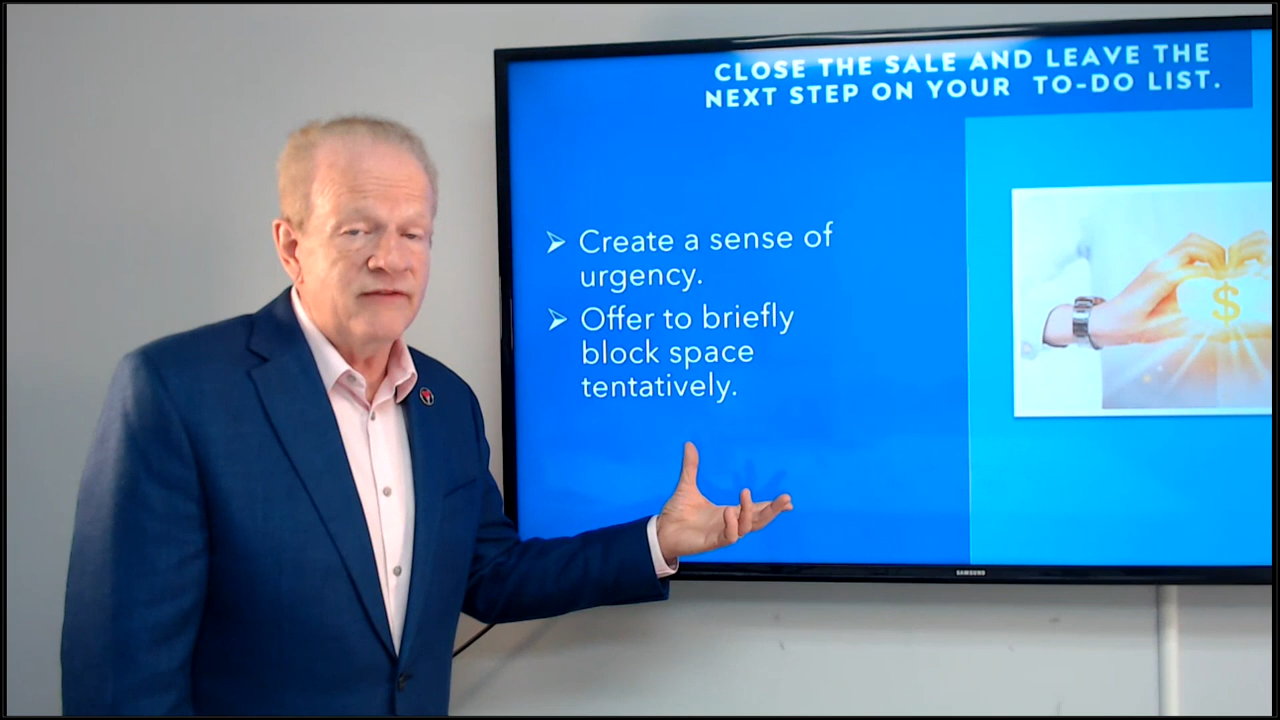 CLOSE THE SALE AND LEAVE THE
NEXT STEP ON YOUR TO-DO LIST.
➢ Create a sense of
urgency.
➢ Offer to briefly
block space
tentatively.
$
SAMSUNG